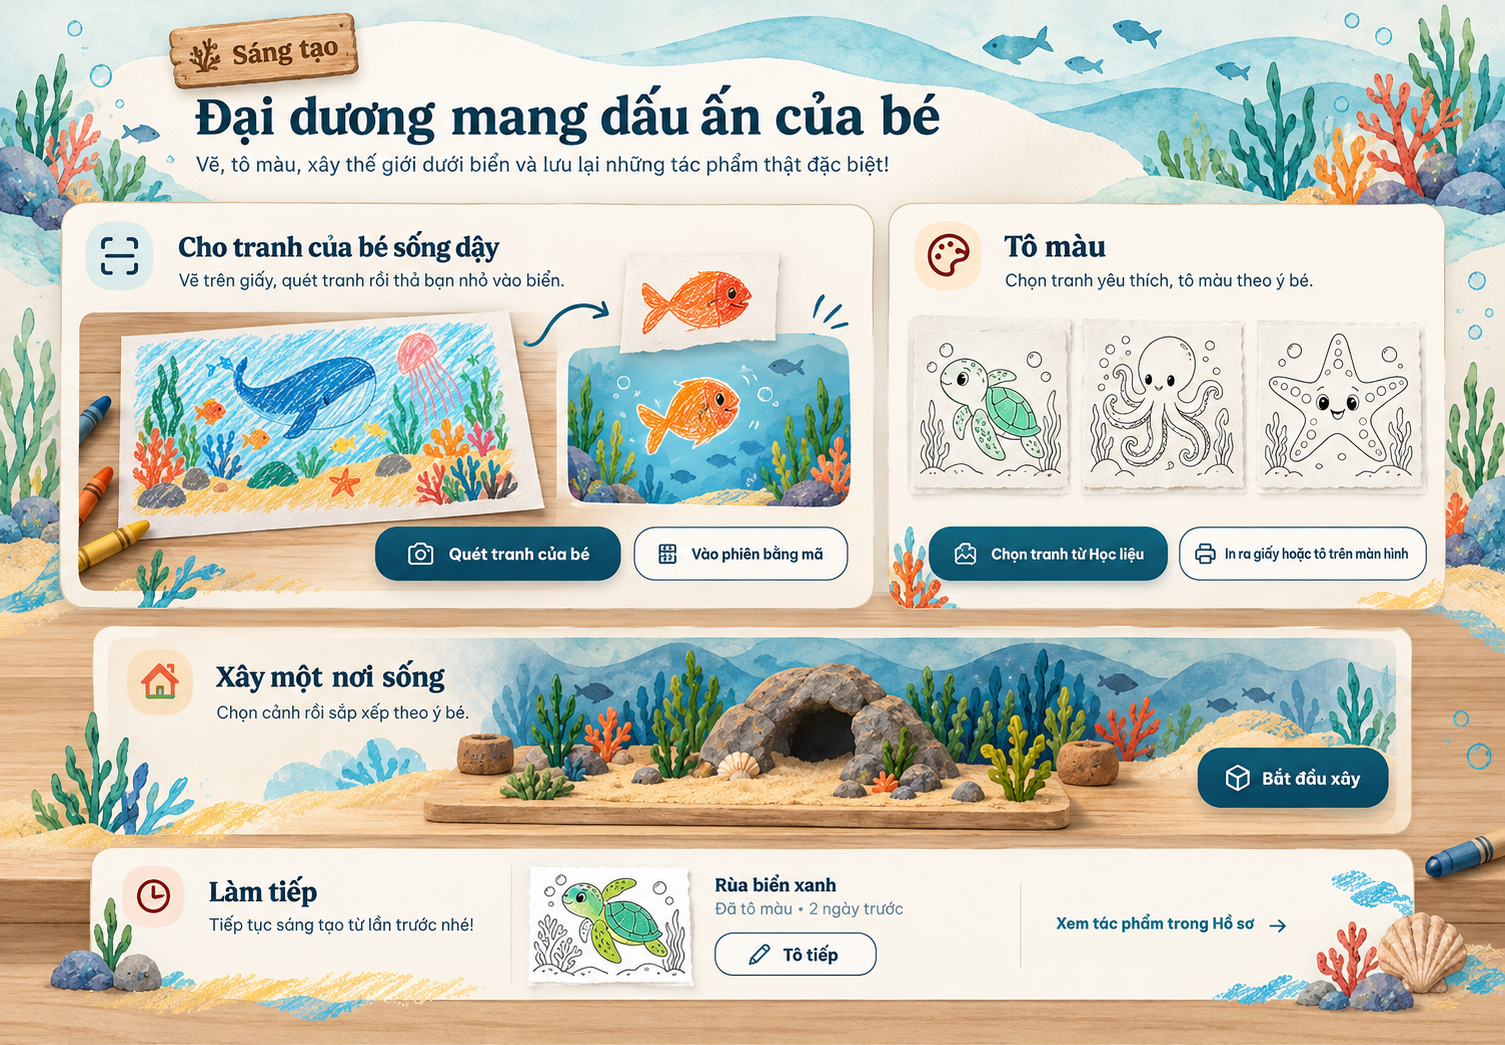 Sáng tạo
Đại dương mang dấu ấn của bé
Vẽ, tô màu, xây thế giới dưới biển và lưu lại những tác phẩm thật đặc biệt!
Cho tranh của bé sống dậy
Vẽ trên giấy, quét tranh rồi thả bạn nhỏ vào biển.
Quét tranh của bé
Vào phiên bằng mã
Tô màu
Chọn tranh yêu thích, tô màu theo ý bé.
Chọn tranh từ Học liệu
In ra giấy hoặc tô trên màn hình
Xây một nơi sống
Chọn cảnh rồi sắp xếp theo ý bé.
Bắt đầu xây
Làm tiếp
Tiếp tục sáng tạo từ lần trước nhé!
Rùa biển xanh
Đã tô màu • 2 ngày trước
Tô tiếp
Xem tác phẩm trong Hồ sơ →